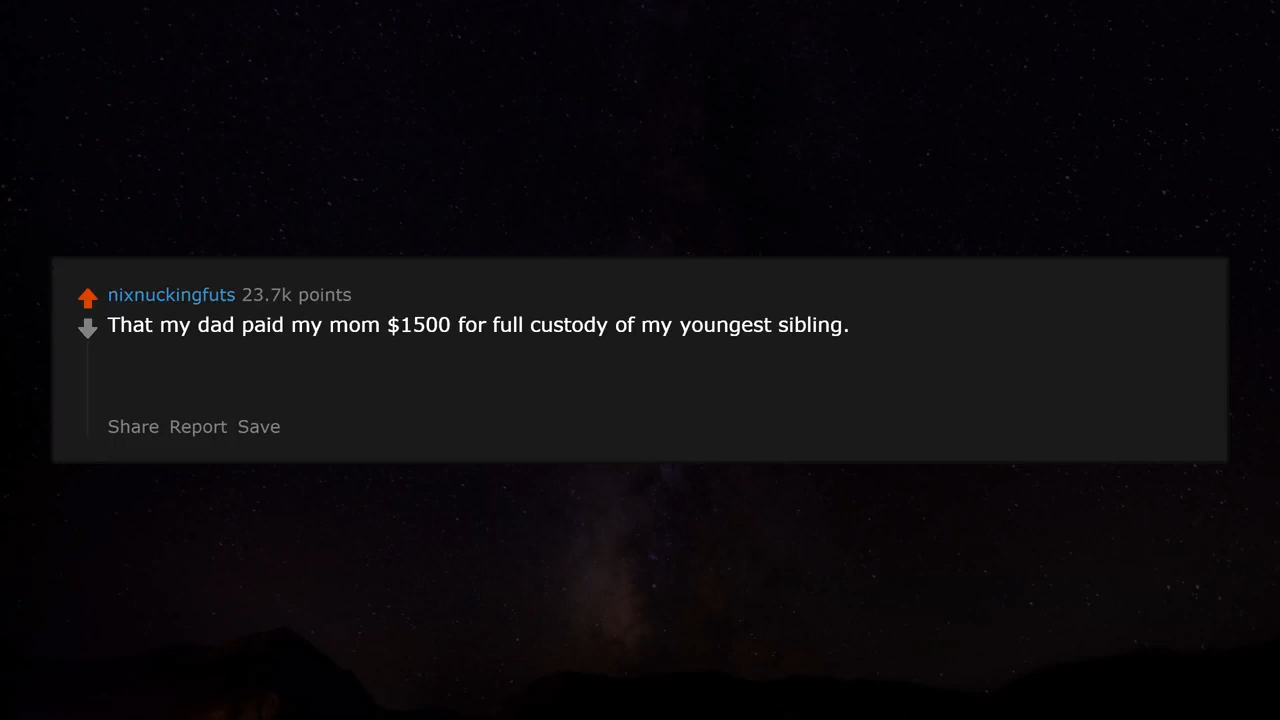 nixnuckingfuts 23.7k points
That my dad paid my mom $1500 for full custody of my youngest sibling.
Share Report Save